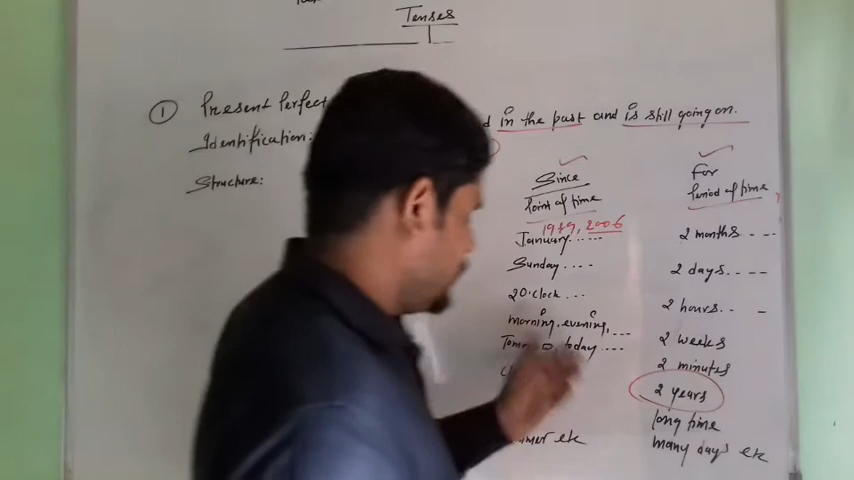 Tenses
① Present Perfect
in the past and is still going on.
Identification:
Structure:
Since
Point of time
1949, 2006
January......
Sunday....
2 O'clock...
morning, evening, ...
today ...
etc
For
Period of time
2 months ...
2 days....
2 hours.. -
2 weeks
2 minutes
2 years
long time
many days etc